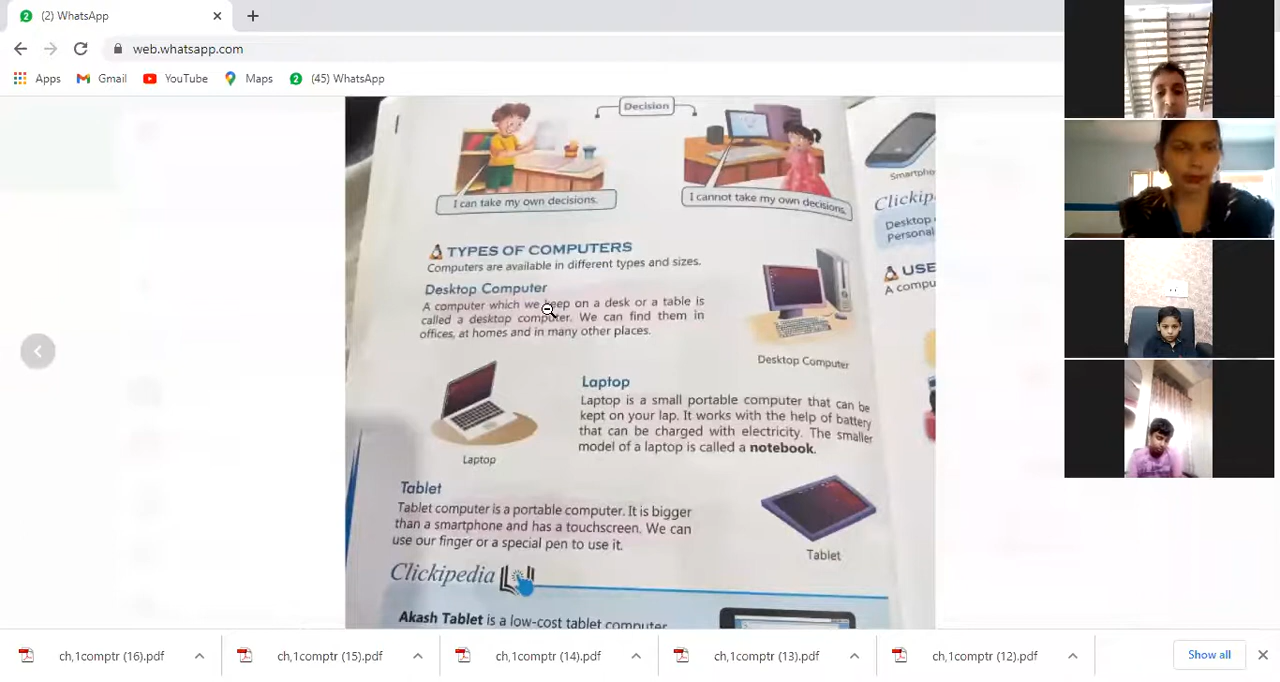 (2) WhatsApp
web.whatsapp.com
Apps
Gmail
YouTube
Maps
(45) WhatsApp
Decision
I can take my own decisions.
I cannot take my own decisions.
Smartpho
Clickip
Desktop
Personal
TYPES OF COMPUTERS
Computers are available in different types and sizes.
USE
A compu
Desktop Computer
A computer which we keep on a desk or a table is
called a desktop computer. We can find them in
offices, at homes and in many other places.
Desktop Computer
Laptop
Laptop is a small portable computer that can be
kept on your lap. It works with the help of battery
that can be charged with electricity. The smaller
model of a laptop is called a notebook.
Laptop
Tablet
Tablet computer is a portable computer. It is bigger
than a smartphone and has a touchscreen. We can
use our finger or a special pen to use it.
Tablet
Clickipedia
Akash Tablet is a low-cost tablet computer
ch,1comptr (16).pdf
ch,1comptr (15).pdf
ch,1comptr (14).pdf
ch,1comptr (13).pdf
ch,1comptr (12).pdf
Show all